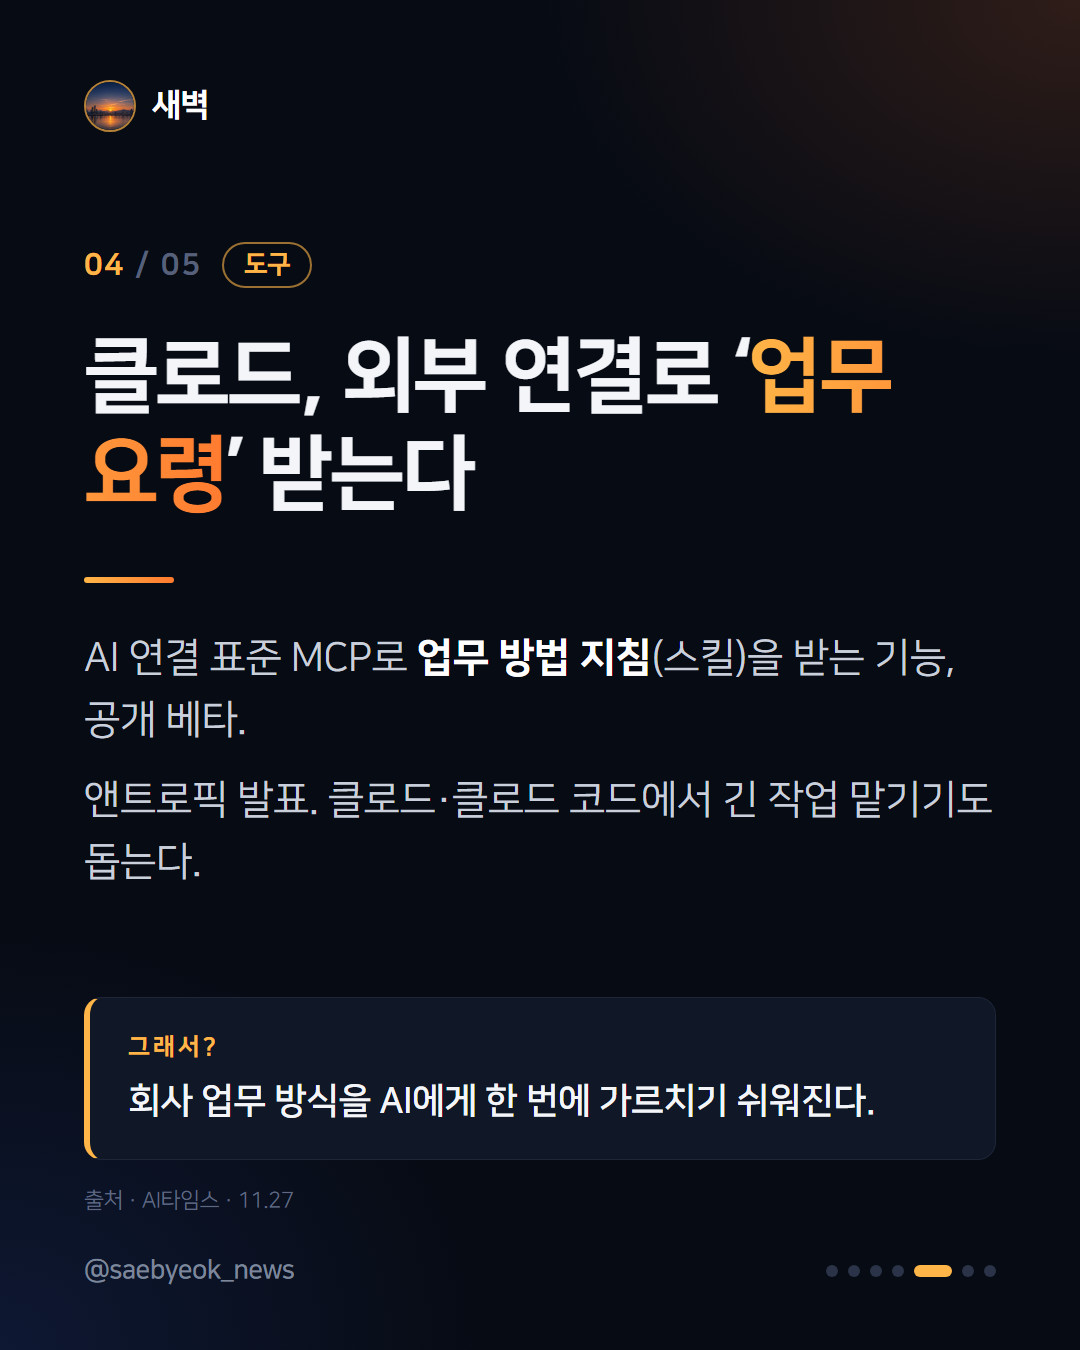 새벽
04 / 05 도구
클로드, 외부 연결로 ‘업무
요령’ 받는다
AI 연결 표준 MCP로 업무 방법 지침(스킬)을 받는 기능,
공개 베타.
앤트로픽 발표. 클로드·클로드 코드에서 긴 작업 맡기기도
돕는다.
그래서?
회사 업무 방식을 AI에게 한 번에 가르치기 쉬워진다.
출처 · AI타임스 · 11.27
@saebyeok_news